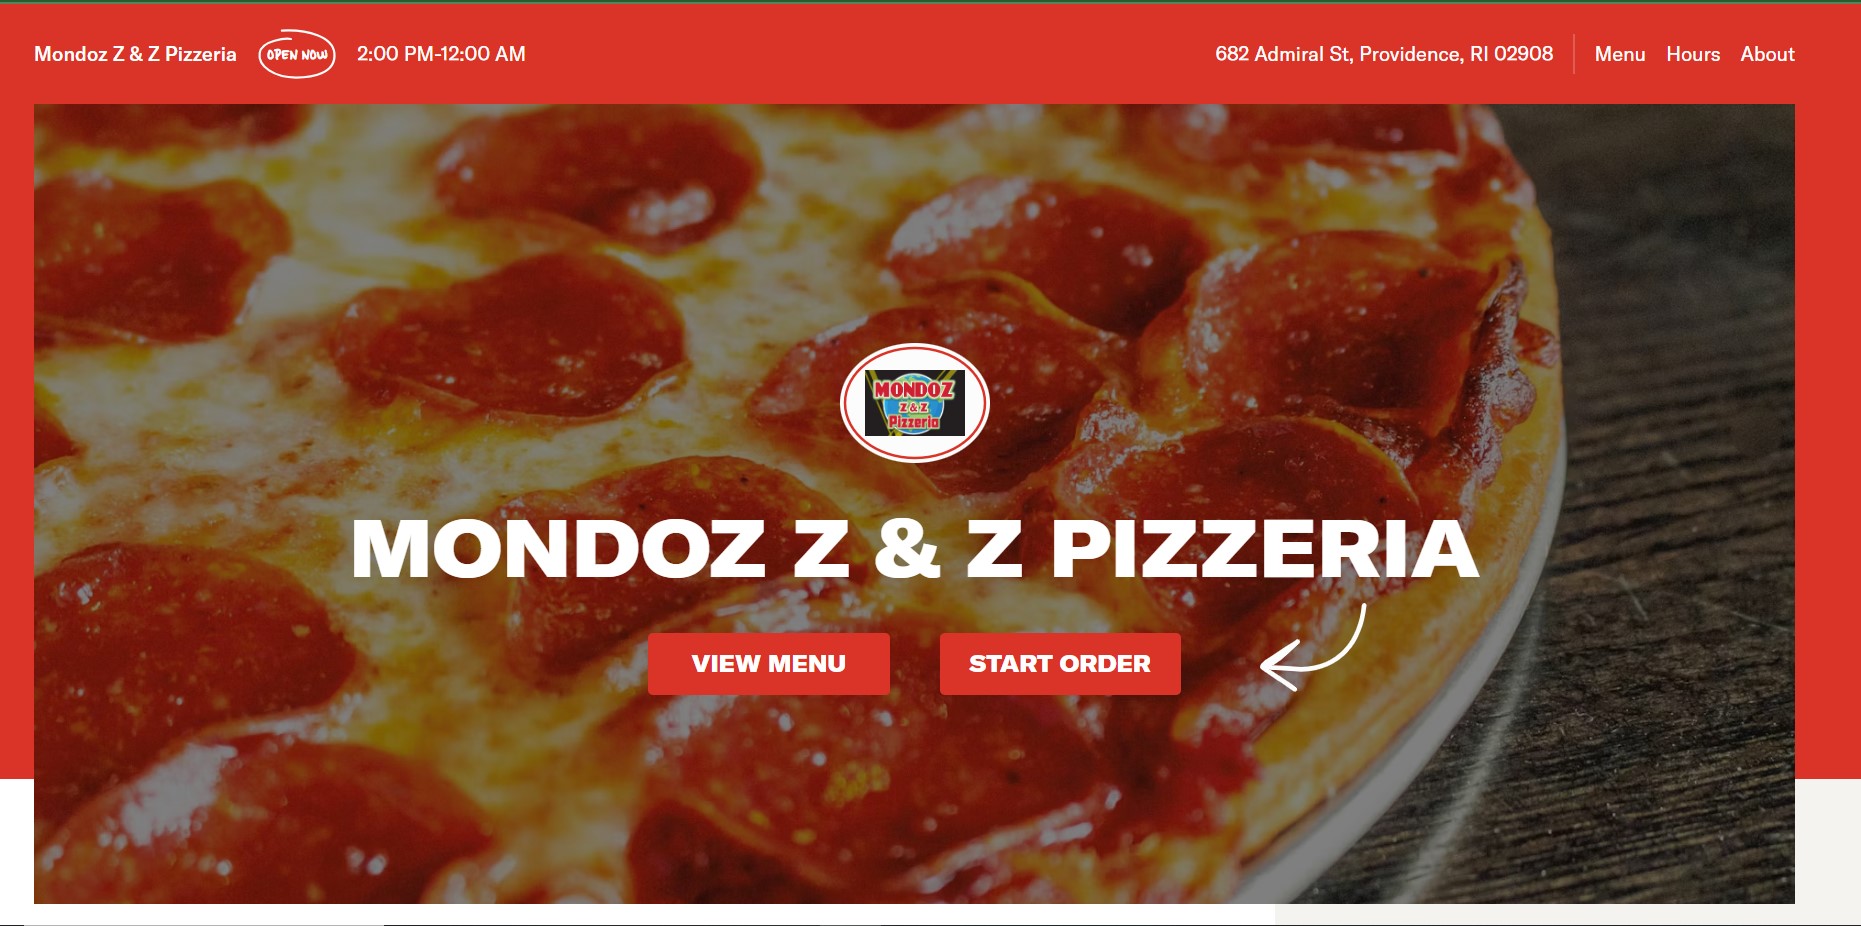 Mondoz Z & Z Pizzeria OPEN NOW 2:00 PM-12:00 AM 682 Admiral St, Providence, RI 02908 Menu Hours About
MONDOZ
Z & Z
Pizzeria
MONDOZ Z & Z PIZZERIA
VIEW MENU START ORDER